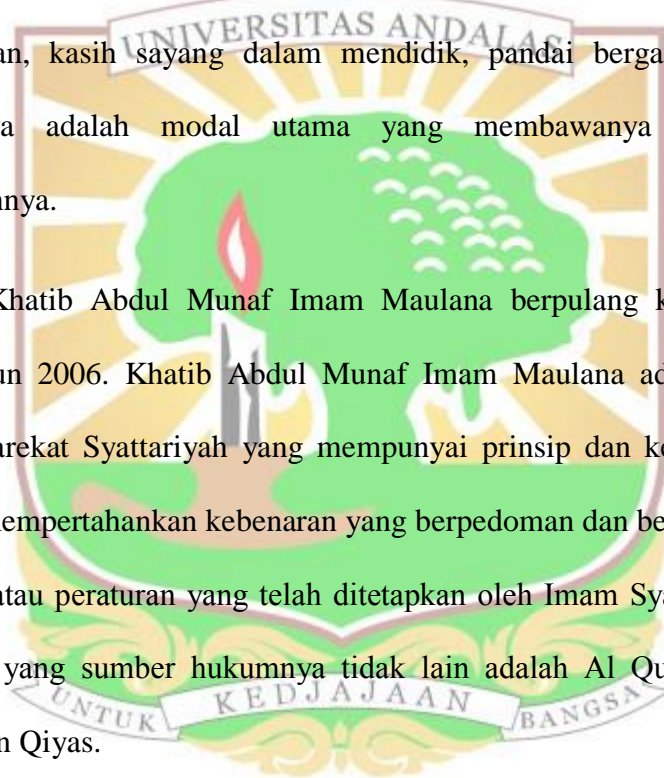 UNIVERSITAS ANDALAS
an, kasih sayang dalam mendidik, pandai berga
a adalah modal utama yang membawanya
nnya.
Khatib Abdul Munaf Imam Maulana berpulang k
un 2006. Khatib Abdul Munaf Imam Maulana ad
arekat Syattariyah yang mempunyai prinsip dan ke
mempertahankan kebenaran yang berpedoman dan be
atau peraturan yang telah ditetapkan oleh Imam Sya
yang sumber hukumnya tidak lain adalah Al Qu
UNTUK KEDJAJAAN BANGSA
n Qiyas.